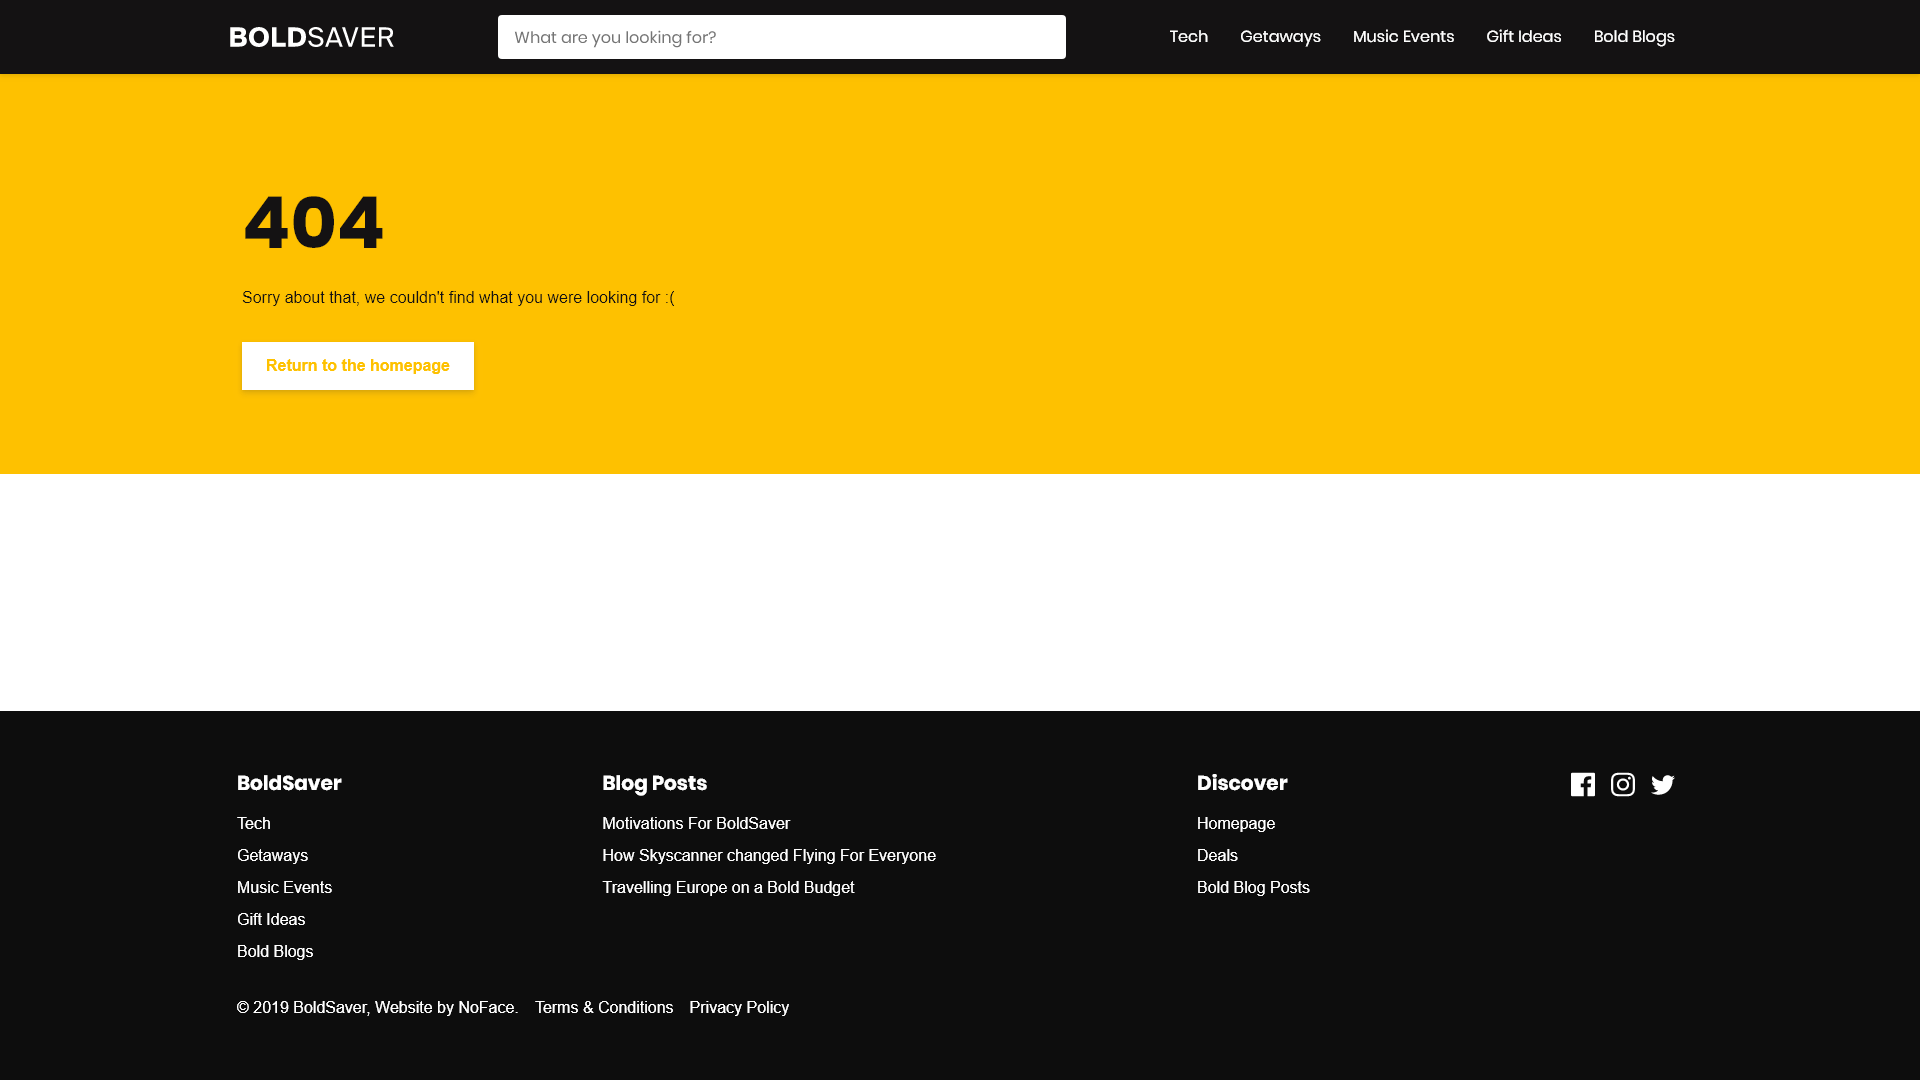 BOLDSAVER
What are you looking for?
Tech
Getaways
Music Events
Gift Ideas
Bold Blogs
404
Sorry about that, we couldn't find what you were looking for :(
Return to the homepage
BoldSaver
Tech
Getaways
Music Events
Gift Ideas
Bold Blogs
Blog Posts
Motivations For BoldSaver
How Skyscanner changed Flying For Everyone
Travelling Europe on a Bold Budget
Discover
Homepage
Deals
Bold Blog Posts
© 2019 BoldSaver, Website by NoFace.
Terms & Conditions
Privacy Policy